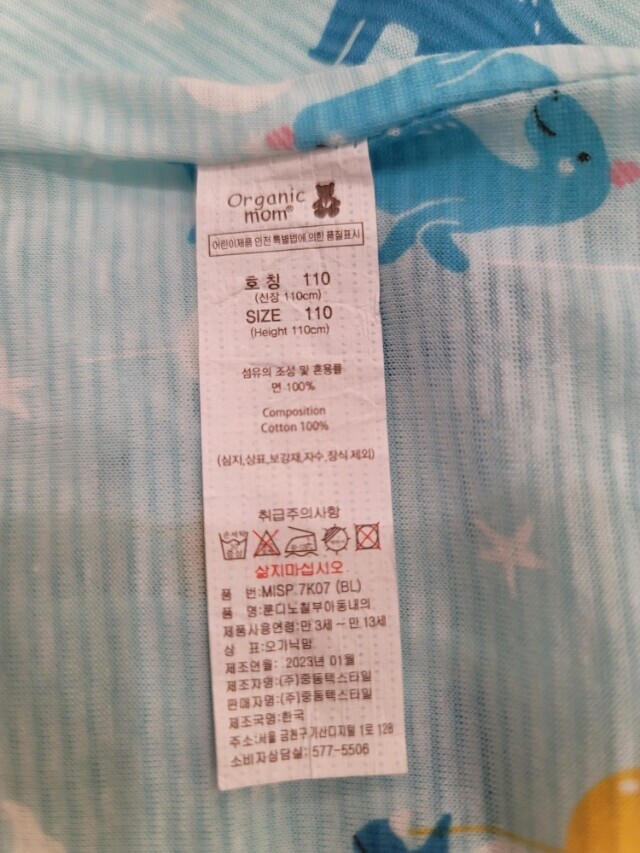 Organic
mom®
어린이제품 안전 특별법에 의한 품질표시
호 칭 110
(신장 110cm)
SIZE 110
(Height 110cm)
섬유의 조성 및 혼용률
면 100%
Composition
Cotton 100%
(심지,상표,보강재,자수,장식 제외)
취급주의사항
삶지마십시오
품 번:MISP.7K07 (BL)
품 명:룬디노칠부아동내의
제품사용연령:만 3세~만 13세
상 표:오가닉맘
제조연월: 2023년 01월
제조자명:(주)중동텍스타일
판매자명:(주)중동텍스타일
제조국명:한국
주소:서울 금천구가산디지털 1로 128
소비자상담실: 577-5506